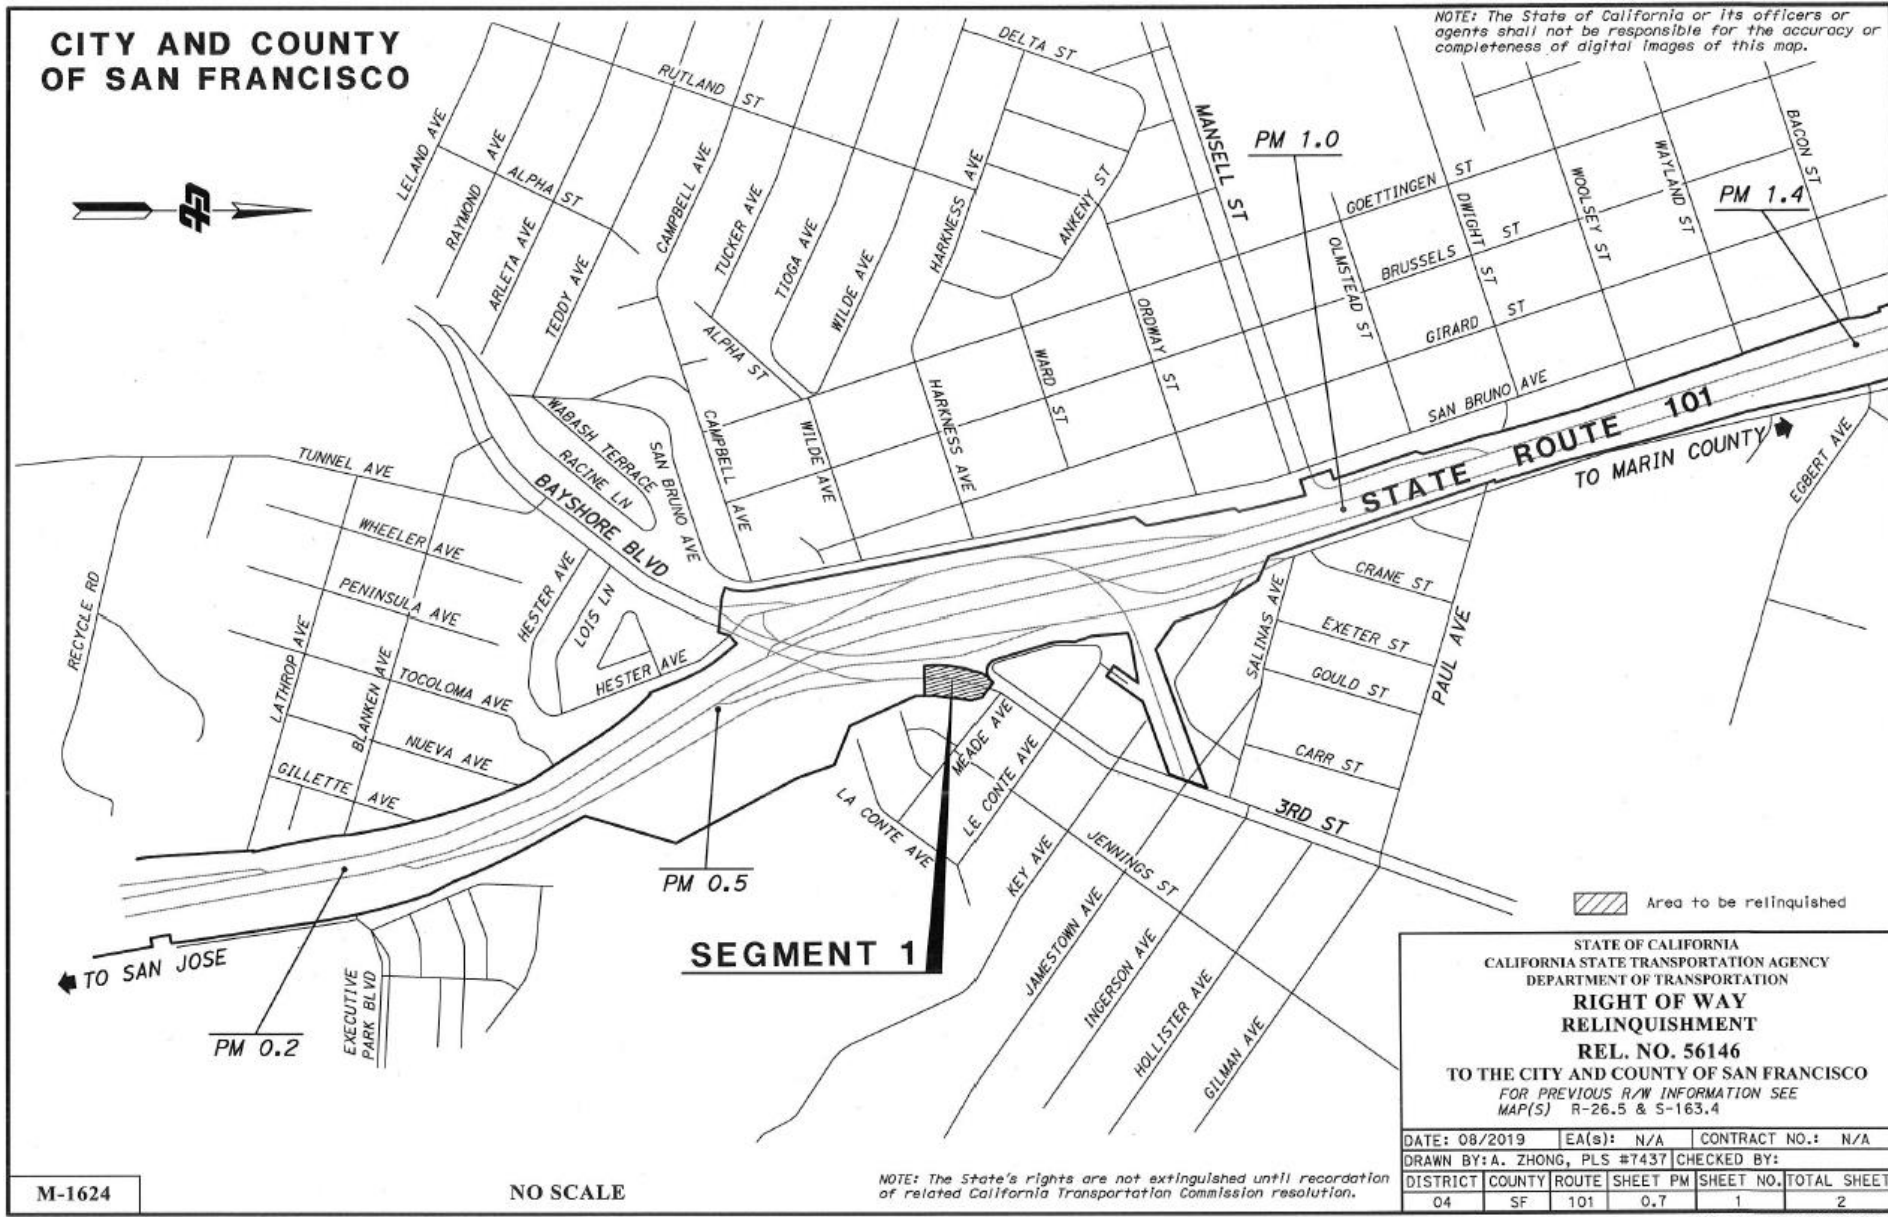 CITY AND COUNTY
OF SAN FRANCISCO
NOTE: The State of California or its officers or
agents shall not be responsible for the accuracy or
completeness of digital images of this map.
DELTA ST
RUTLAND ST
LELAND AVE
RAYMOND AVE
ALPHA ST
ARLETA AVE
TEDDY AVE
CAMPBELL AVE
TUCKER AVE
TIOGA AVE
WILDE AVE
HARKNESS AVE
ANKENY ST
MANSELL ST
PM 1.0
GOETTINGEN ST
DWIGHT ST
WOOLSEY ST
WAYLAND ST
BACON ST
PM 1.4
OLMSTEAD ST
BRUSSELS ST
GIRARD ST
ORDWAY ST
WARD ST
ALPHA ST
HARKNESS AVE
WILDE AVE
CAMPBELL AVE
SAN BRUNO AVE
STATE ROUTE 101
TO MARIN COUNTY
EGBERT AVE
WABASH TERRACE
RACINE LN
SAN BRUNO AVE
BAYSHORE BLVD
TUNNEL AVE
WHEELER AVE
PENINSULA AVE
RECYCLE RD
LATHROP AVE
BLANKEN AVE
TOCOLOMA AVE
NUEVA AVE
GILLETTE AVE
HESTER AVE
LOIS LN
HESTER AVE
CRANE ST
EXETER ST
GOULD ST
SALINAS AVE
PAUL AVE
CARR ST
3RD ST
MEADE AVE
LE CONTE AVE
LA CONTE AVE
KEY AVE
JENNINGS ST
JAMESTOWN AVE
INGERSON AVE
HOLLISTER AVE
GILMAN AVE
PM 0.5
SEGMENT 1
TO SAN JOSE
PM 0.2
EXECUTIVE
PARK BLVD
Area to be relinquished
STATE OF CALIFORNIA
CALIFORNIA STATE TRANSPORTATION AGENCY
DEPARTMENT OF TRANSPORTATION
RIGHT OF WAY
RELINQUISHMENT
REL. NO. 56146
TO THE CITY AND COUNTY OF SAN FRANCISCO
FOR PREVIOUS R/W INFORMATION SEE
MAP(S) R-26.5 & S-163.4
DATE: 08/2019 EA(s): N/A CONTRACT NO.: N/A
DRAWN BY: A. ZHONG, PLS #7437 CHECKED BY:
DISTRICT COUNTY ROUTE SHEET PM SHEET NO. TOTAL SHEET
04 SF 101 0.7 1 2
M-1624
NO SCALE
NOTE: The State's rights are not extinguished until recordation
of related California Transportation Commission resolution.